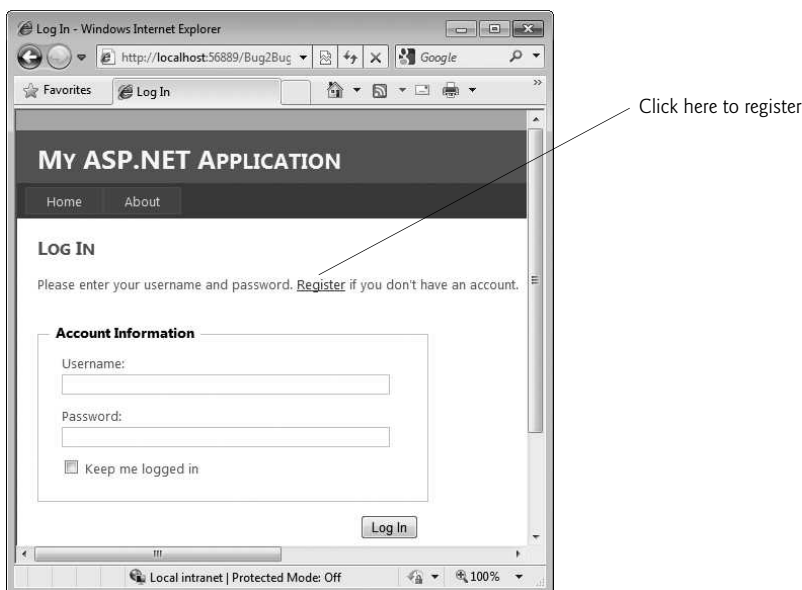 Log In - Windows Internet Explorer
http://localhost:56889/Bug2Bug
Google
Favorites
Log In
Click here to register
MY ASP.NET APPLICATION
Home About
LOG IN
Please enter your username and password. Register if you don't have an account.
Account Information
Username:
Password:
Keep me logged in
Log In
Local intranet | Protected Mode: Off
100%